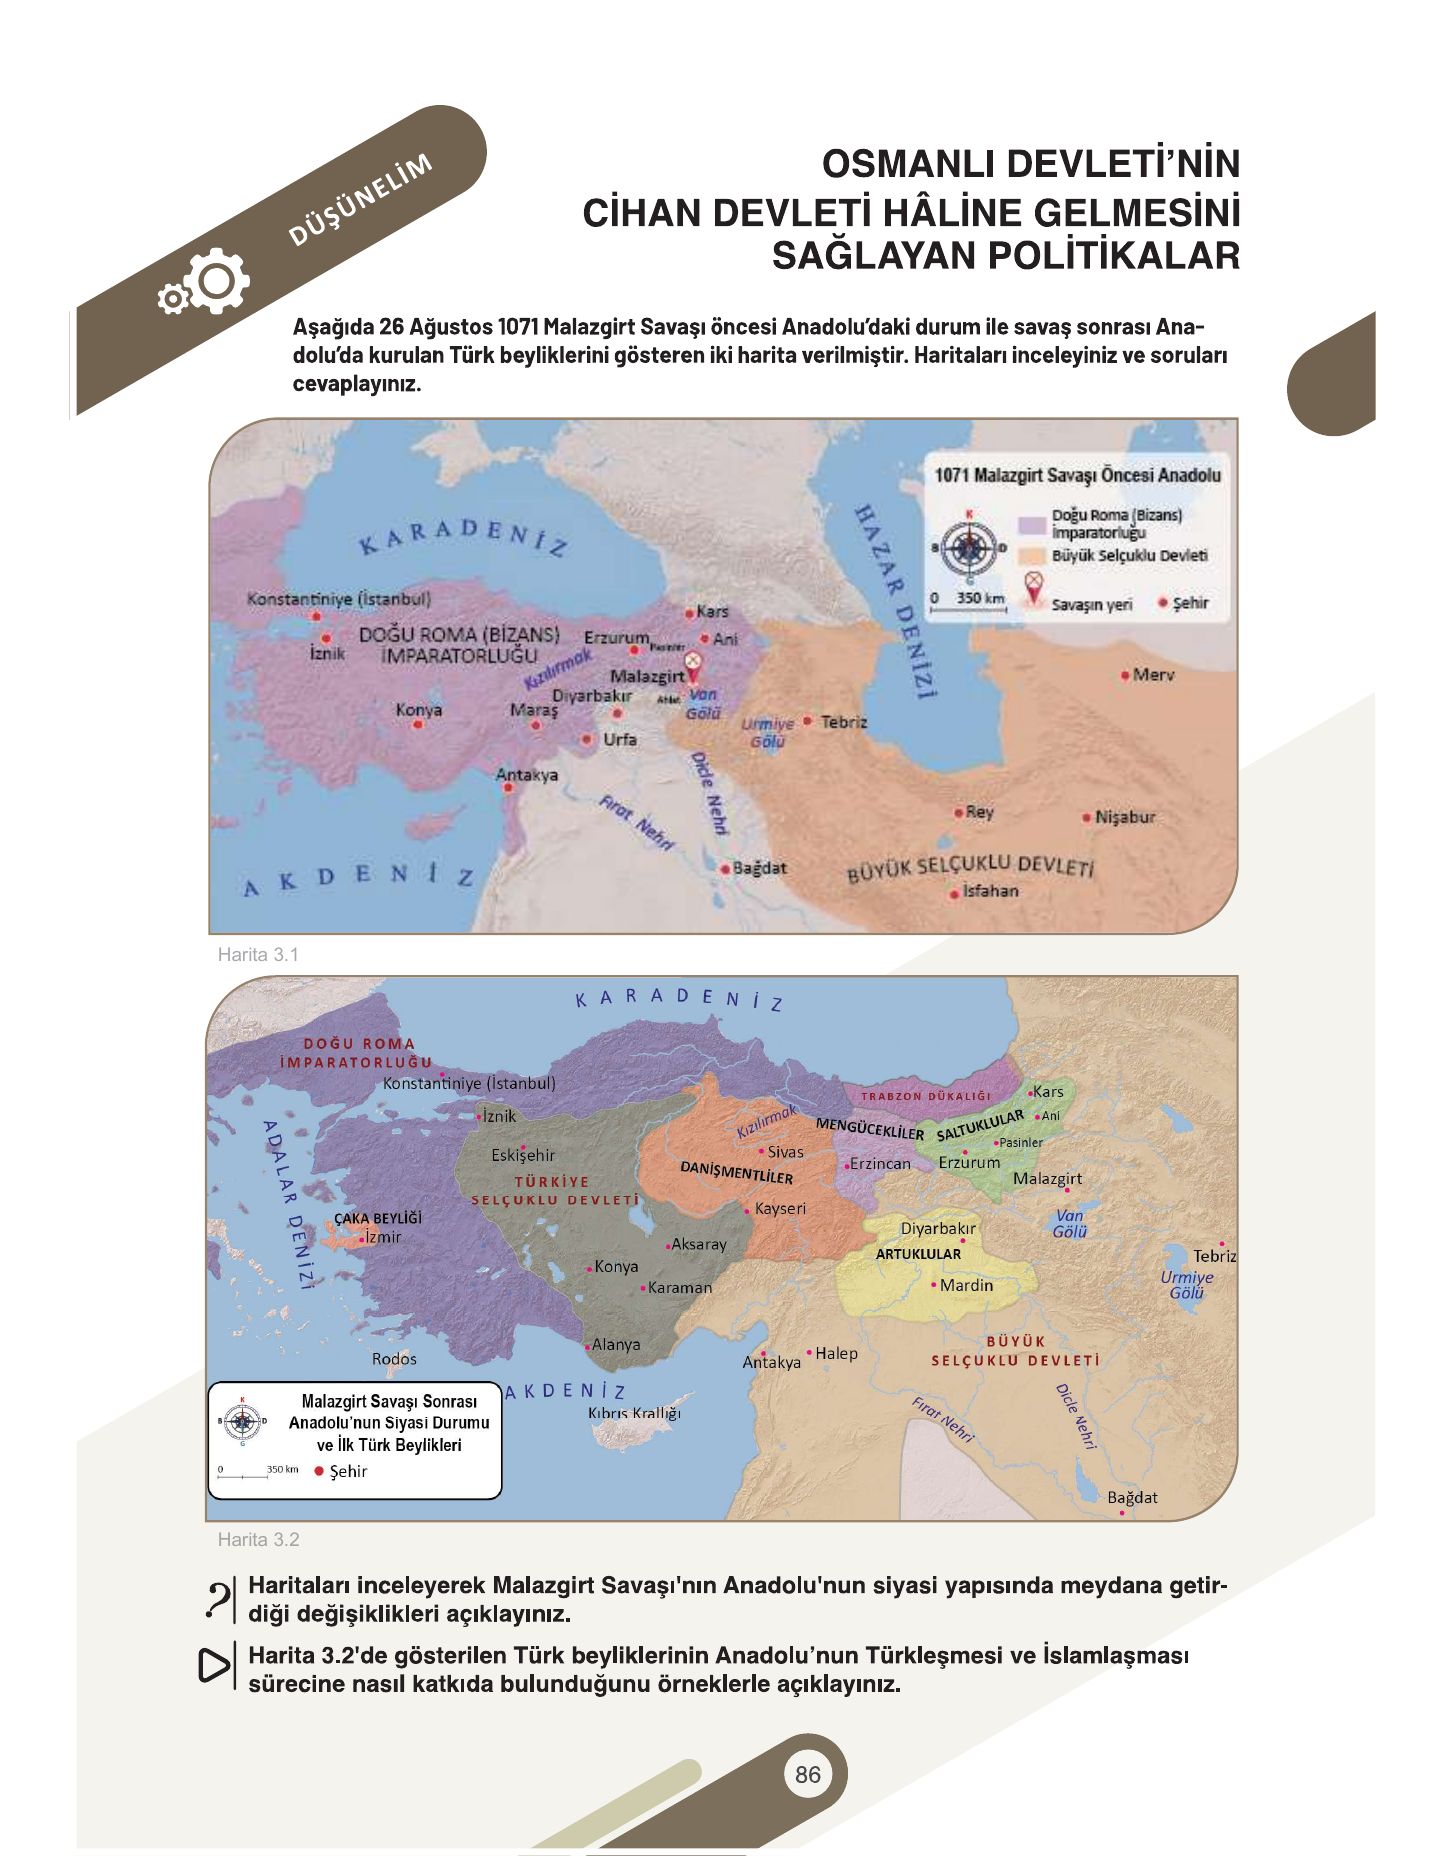 DÜŞÜNELİM
OSMANLI DEVLETİ’NİN
CİHAN DEVLETİ HÂLİNE GELMESİNİ
SAĞLAYAN POLİTİKALAR
Aşağıda 26 Ağustos 1071 Malazgirt Savaşı öncesi Anadolu’daki durum ile savaş sonrası Ana-
dolu’da kurulan Türk beyliklerini gösteren iki harita verilmiştir. Haritaları inceleyiniz ve soruları
cevaplayınız.
1071 Malazgirt Savaşı Öncesi Anadolu
K
B
D
G
Doğu Roma (Bizans)
İmparatorluğu
Büyük Selçuklu Devleti
0 350 km
Savaşın yeri
Şehir
KARADENİZ
HAZAR DENİZİ
Konstantiniye (İstanbul)
İznik
DOĞU ROMA (BİZANS)
İMPARATORLUĞU
Kızılırmak
Erzurum
Pasinler
Kars
Ani
Malazgirt
Ahlat
Van
Gölü
Diyarbakır
Konya
Maraş
Urfa
Urmiye
Gölü
Tebriz
Merv
Antakya
Dicle Nehri
Fırat Nehri
Rey
Nişabur
Bağdat
BÜYÜK SELÇUKLU DEVLETİ
İsfahan
AKDENİZ
Harita 3.1
KARADENİZ
DOĞU ROMA
İMPARATORLUĞU
Konstantiniye (İstanbul)
İznik
ADALAR DENİZİ
Eskişehir
TÜRKİYE
SELÇUKLU DEVLETİ
ÇAKA BEYLİĞİ
İzmir
Kızılırmak
Sivas
DANİŞMENTLİLER
Kayseri
TRABZON DÜKALIĞI
MENGÜCEKLİLER
Erzincan
SALTUKLULAR
Kars
Ani
Pasinler
Erzurum
Malazgirt
Van
Gölü
Diyarbakır
ARTUKLULAR
Mardin
Tebriz
Urmiye
Gölü
Aksaray
Konya
Karaman
Alanya
Rodos
Antakya
Halep
BÜYÜK
SELÇUKLU DEVLETİ
AKDENİZ
Kıbrıs Krallığı
Fırat Nehri
Dicle Nehri
Bağdat
K
B
D
G
Malazgirt Savaşı Sonrası
Anadolu’nun Siyasi Durumu
ve İlk Türk Beylikleri
0 350 km
Şehir
Harita 3.2
Haritaları inceleyerek Malazgirt Savaşı'nın Anadolu'nun siyasi yapısında meydana getir-
diği değişiklikleri açıklayınız.
Harita 3.2'de gösterilen Türk beyliklerinin Anadolu’nun Türkleşmesi ve İslamlaşması
sürecine nasıl katkıda bulunduğunu örneklerle açıklayınız.
86